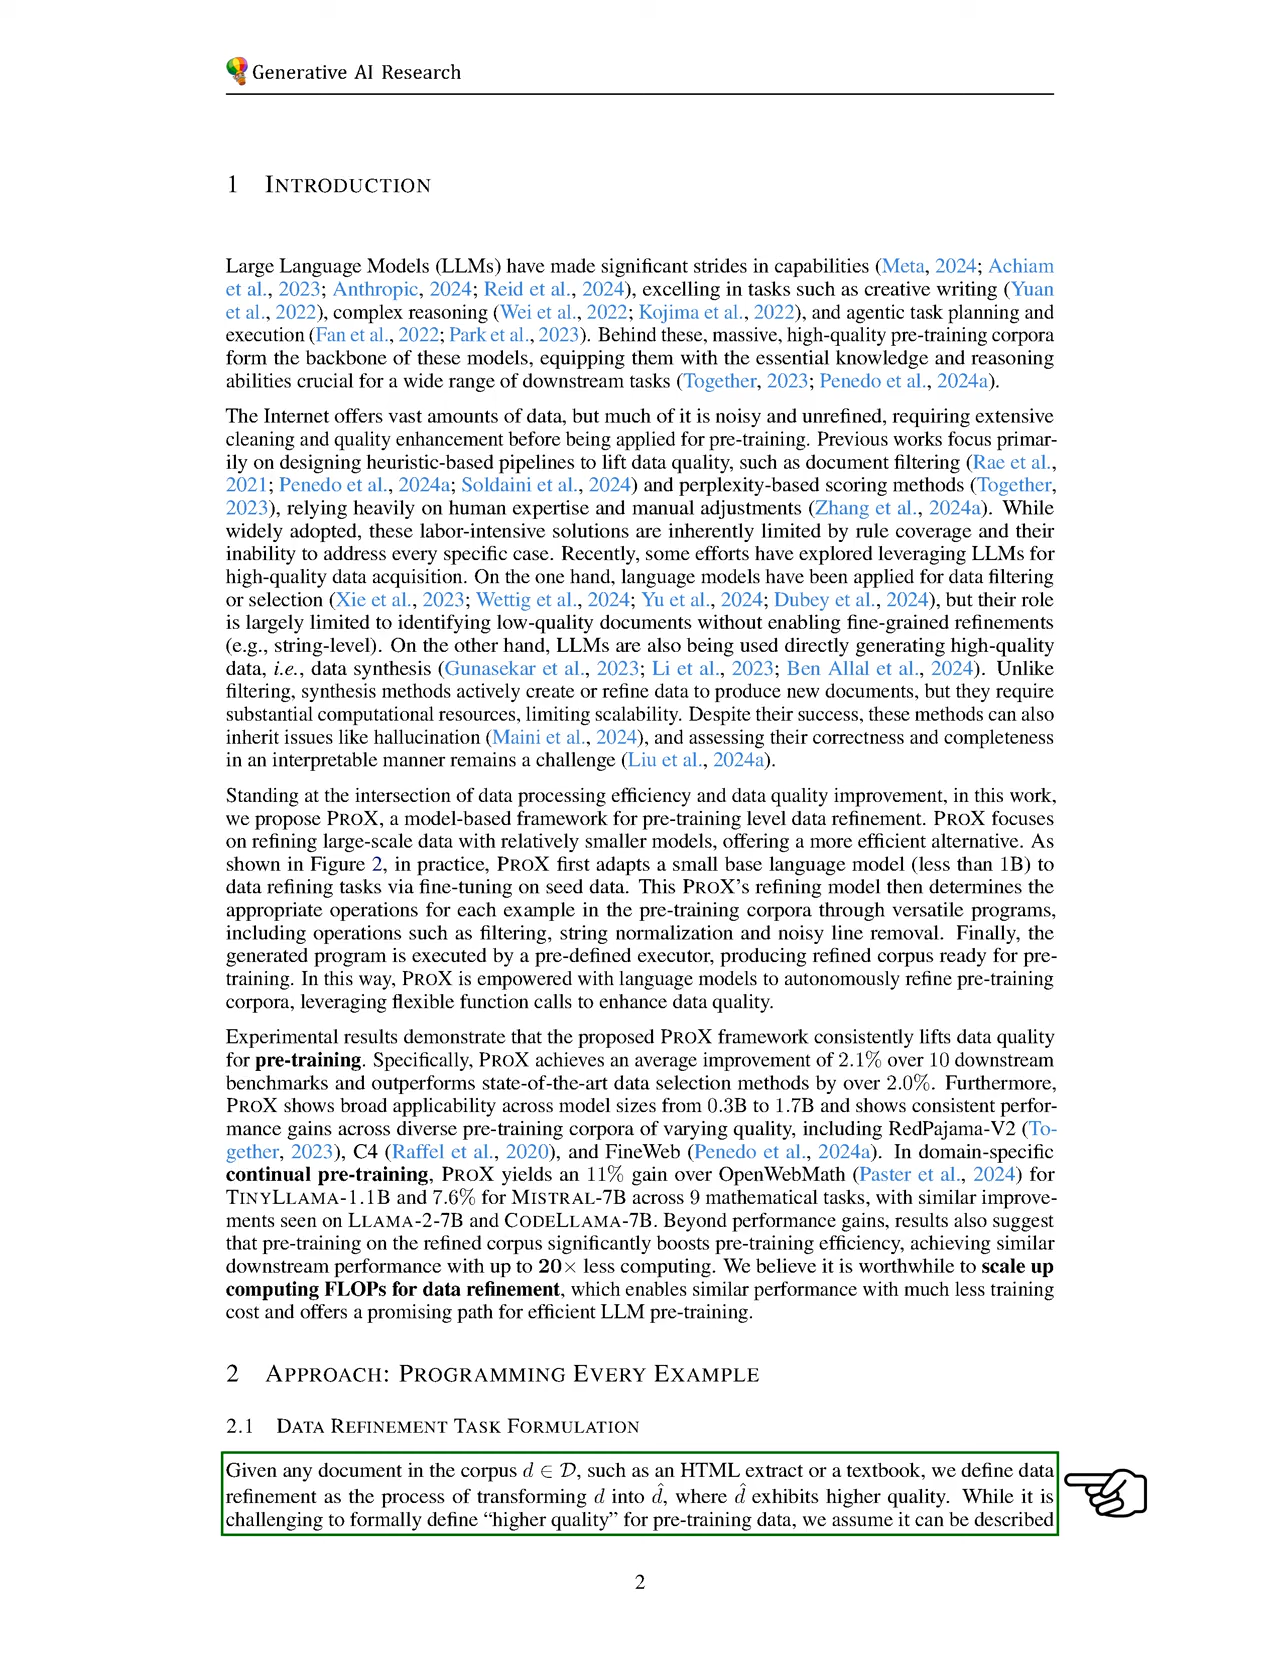 Generative AI Research
1 INTRODUCTION
Large Language Models (LLMs) have made significant strides in capabilities (Meta, 2024; Achiam
et al., 2023; Anthropic, 2024; Reid et al., 2024), excelling in tasks such as creative writing (Yuan
et al., 2022), complex reasoning (Wei et al., 2022; Kojima et al., 2022), and agentic task planning and
execution (Fan et al., 2022; Park et al., 2023). Behind these, massive, high-quality pre-training corpora
form the backbone of these models, equipping them with the essential knowledge and reasoning
abilities crucial for a wide range of downstream tasks (Together, 2023; Penedo et al., 2024a).
The Internet offers vast amounts of data, but much of it is noisy and unrefined, requiring extensive
cleaning and quality enhancement before being applied for pre-training. Previous works focus primar-
ily on designing heuristic-based pipelines to lift data quality, such as document filtering (Rae et al.,
2021; Penedo et al., 2024a; Soldaini et al., 2024) and perplexity-based scoring methods (Together,
2023), relying heavily on human expertise and manual adjustments (Zhang et al., 2024a). While
widely adopted, these labor-intensive solutions are inherently limited by rule coverage and their
inability to address every specific case. Recently, some efforts have explored leveraging LLMs for
high-quality data acquisition. On the one hand, language models have been applied for data filtering
or selection (Xie et al., 2023; Wettig et al., 2024; Yu et al., 2024; Dubey et al., 2024), but their role
is largely limited to identifying low-quality documents without enabling fine-grained refinements
(e.g., string-level). On the other hand, LLMs are also being used directly generating high-quality
data, i.e., data synthesis (Gunasekar et al., 2023; Li et al., 2023; Ben Allal et al., 2024). Unlike
filtering, synthesis methods actively create or refine data to produce new documents, but they require
substantial computational resources, limiting scalability. Despite their success, these methods can also
inherit issues like hallucination (Maini et al., 2024), and assessing their correctness and completeness
in an interpretable manner remains a challenge (Liu et al., 2024a).
Standing at the intersection of data processing efficiency and data quality improvement, in this work,
we propose PROX, a model-based framework for pre-training level data refinement. PROX focuses
on refining large-scale data with relatively smaller models, offering a more efficient alternative. As
shown in Figure 2, in practice, PROX first adapts a small base language model (less than 1B) to
data refining tasks via fine-tuning on seed data. This PROX's refining model then determines the
appropriate operations for each example in the pre-training corpora through versatile programs,
including operations such as filtering, string normalization and noisy line removal. Finally, the
generated program is executed by a pre-defined executor, producing refined corpus ready for pre-
training. In this way, PROX is empowered with language models to autonomously refine pre-training
corpora, leveraging flexible function calls to enhance data quality.
Experimental results demonstrate that the proposed PROX framework consistently lifts data quality
for pre-training. Specifically, PROX achieves an average improvement of 2.1% over 10 downstream
benchmarks and outperforms state-of-the-art data selection methods by over 2.0%. Furthermore,
PROX shows broad applicability across model sizes from 0.3B to 1.7B and shows consistent perfor-
mance gains across diverse pre-training corpora of varying quality, including RedPajama-V2 (To-
gether, 2023), C4 (Raffel et al., 2020), and FineWeb (Penedo et al., 2024a). In domain-specific
continual pre-training, PROX yields an 11% gain over OpenWebMath (Paster et al., 2024) for
TINYLLAMA-1.1B and 7.6% for MISTRAL-7B across 9 mathematical tasks, with similar improve-
ments seen on LLAMA-2-7B and CODELLAMA-7B. Beyond performance gains, results also suggest
that pre-training on the refined corpus significantly boosts pre-training efficiency, achieving similar
downstream performance with up to 20× less computing. We believe it is worthwhile to scale up
computing FLOPs for data refinement, which enables similar performance with much less training
cost and offers a promising path for efficient LLM pre-training.
2 APPROACH: PROGRAMMING EVERY EXAMPLE
2.1 DATA REFINEMENT TASK FORMULATION
Given any document in the corpus d ∈ D, such as an HTML extract or a textbook, we define data
refinement as the process of transforming d into d̂, where d̂ exhibits higher quality. While it is
challenging to formally define “higher quality” for pre-training data, we assume it can be described
2